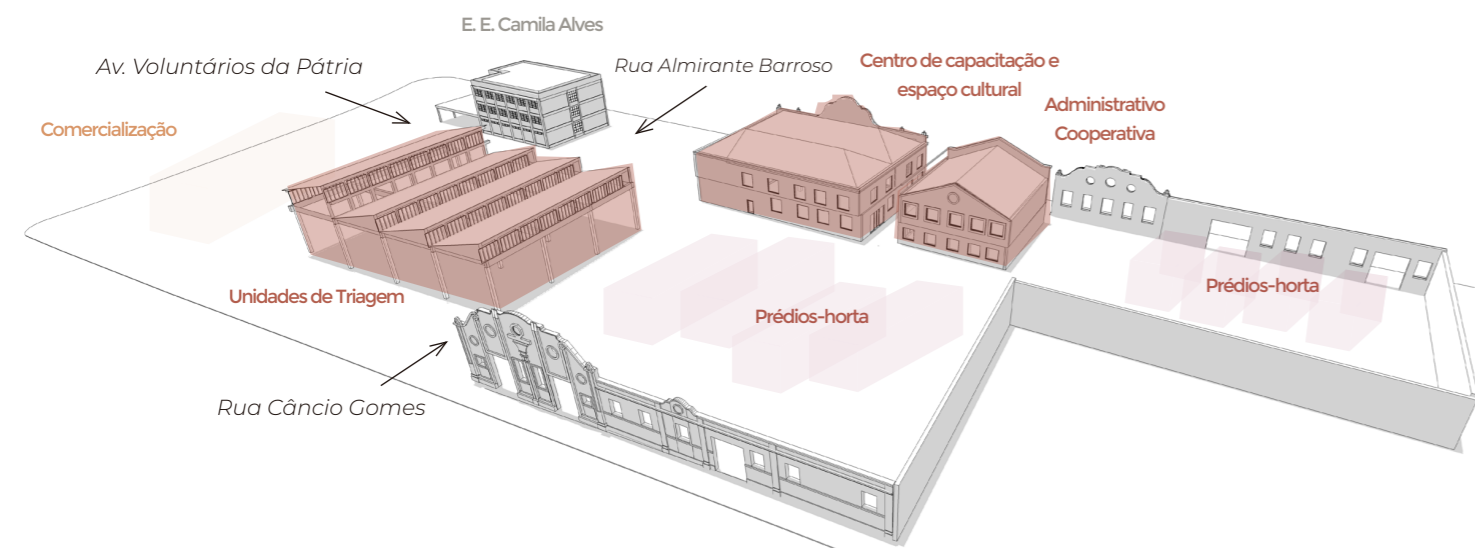 E. E. Camila Alves
Av. Voluntários da Pátria
Rua Almirante Barroso
Centro de capacitação e
espaço cultural
Administrativo
Cooperativa
Comercialização
Unidades de Triagem
Prédios-horta
Prédios-horta
Rua Câncio Gomes